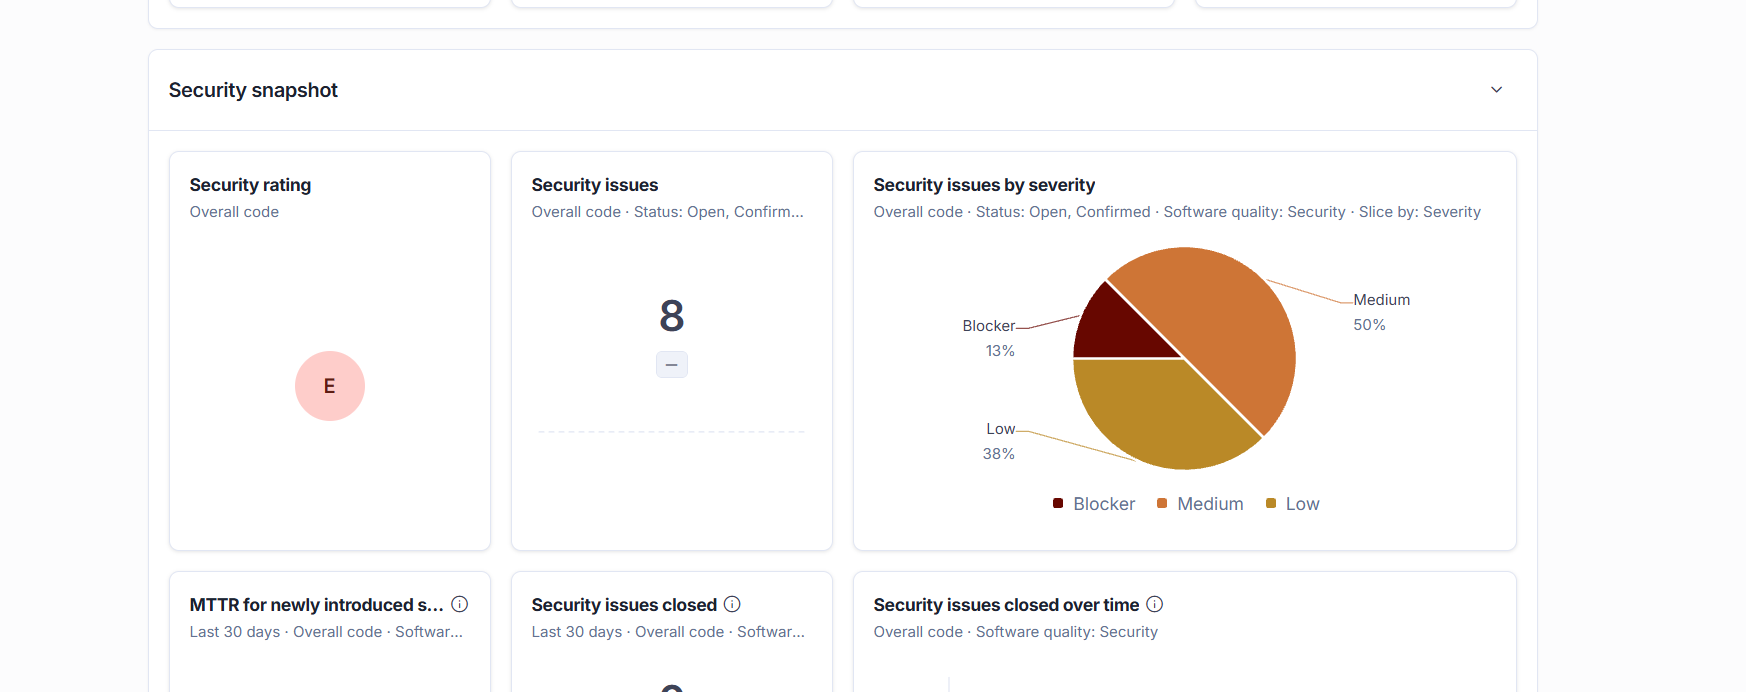 Security snapshot
Security rating
Overall code
E
Security issues
Overall code · Status: Open, Confirm...
8
–
Security issues by severity
Overall code · Status: Open, Confirmed · Software quality: Security · Slice by: Severity
Medium
50%
Blocker
13%
Low
38%
Blocker Medium Low
MTTR for newly introduced s...
Last 30 days · Overall code · Softwar...
Security issues closed
Last 30 days · Overall code · Softwar...
Security issues closed over time
Overall code · Software quality: Security